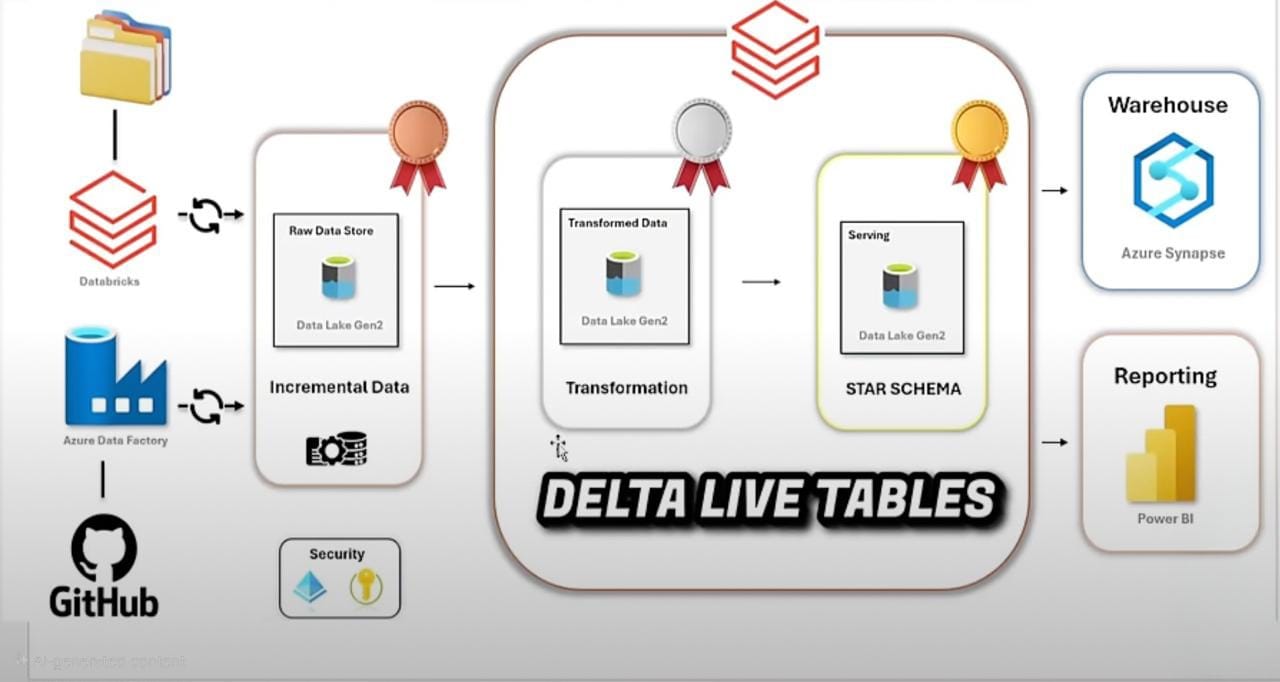 Databricks
Azure Data Factory
GitHub
Raw Data Store
Data Lake Gen2
Incremental Data
Security
Transformed Data
Data Lake Gen2
Transformation
Serving
Data Lake Gen2
STAR SCHEMA
DELTA LIVE TABLES
Warehouse
Azure Synapse
Reporting
Power BI
AI-generated content